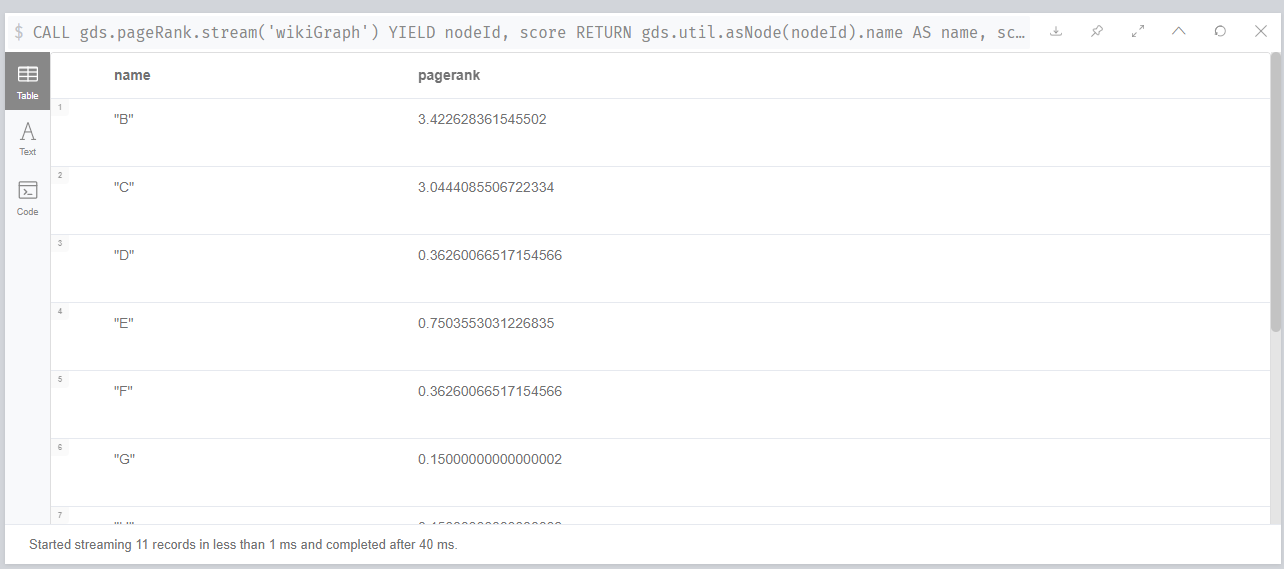 $ CALL gds.pageRank.stream('wikiGraph') YIELD nodeId, score RETURN gds.util.asNode(nodeId).name AS name, sc…
Table
Text
Code
name pagerank
1 "B" 3.422628361545502
2 "C" 3.0444085506722334
3 "D" 0.36260066517154566
4 "E" 0.7503553031226835
5 "F" 0.36260066517154566
6 "G" 0.15000000000000002
7
Started streaming 11 records in less than 1 ms and completed after 40 ms.